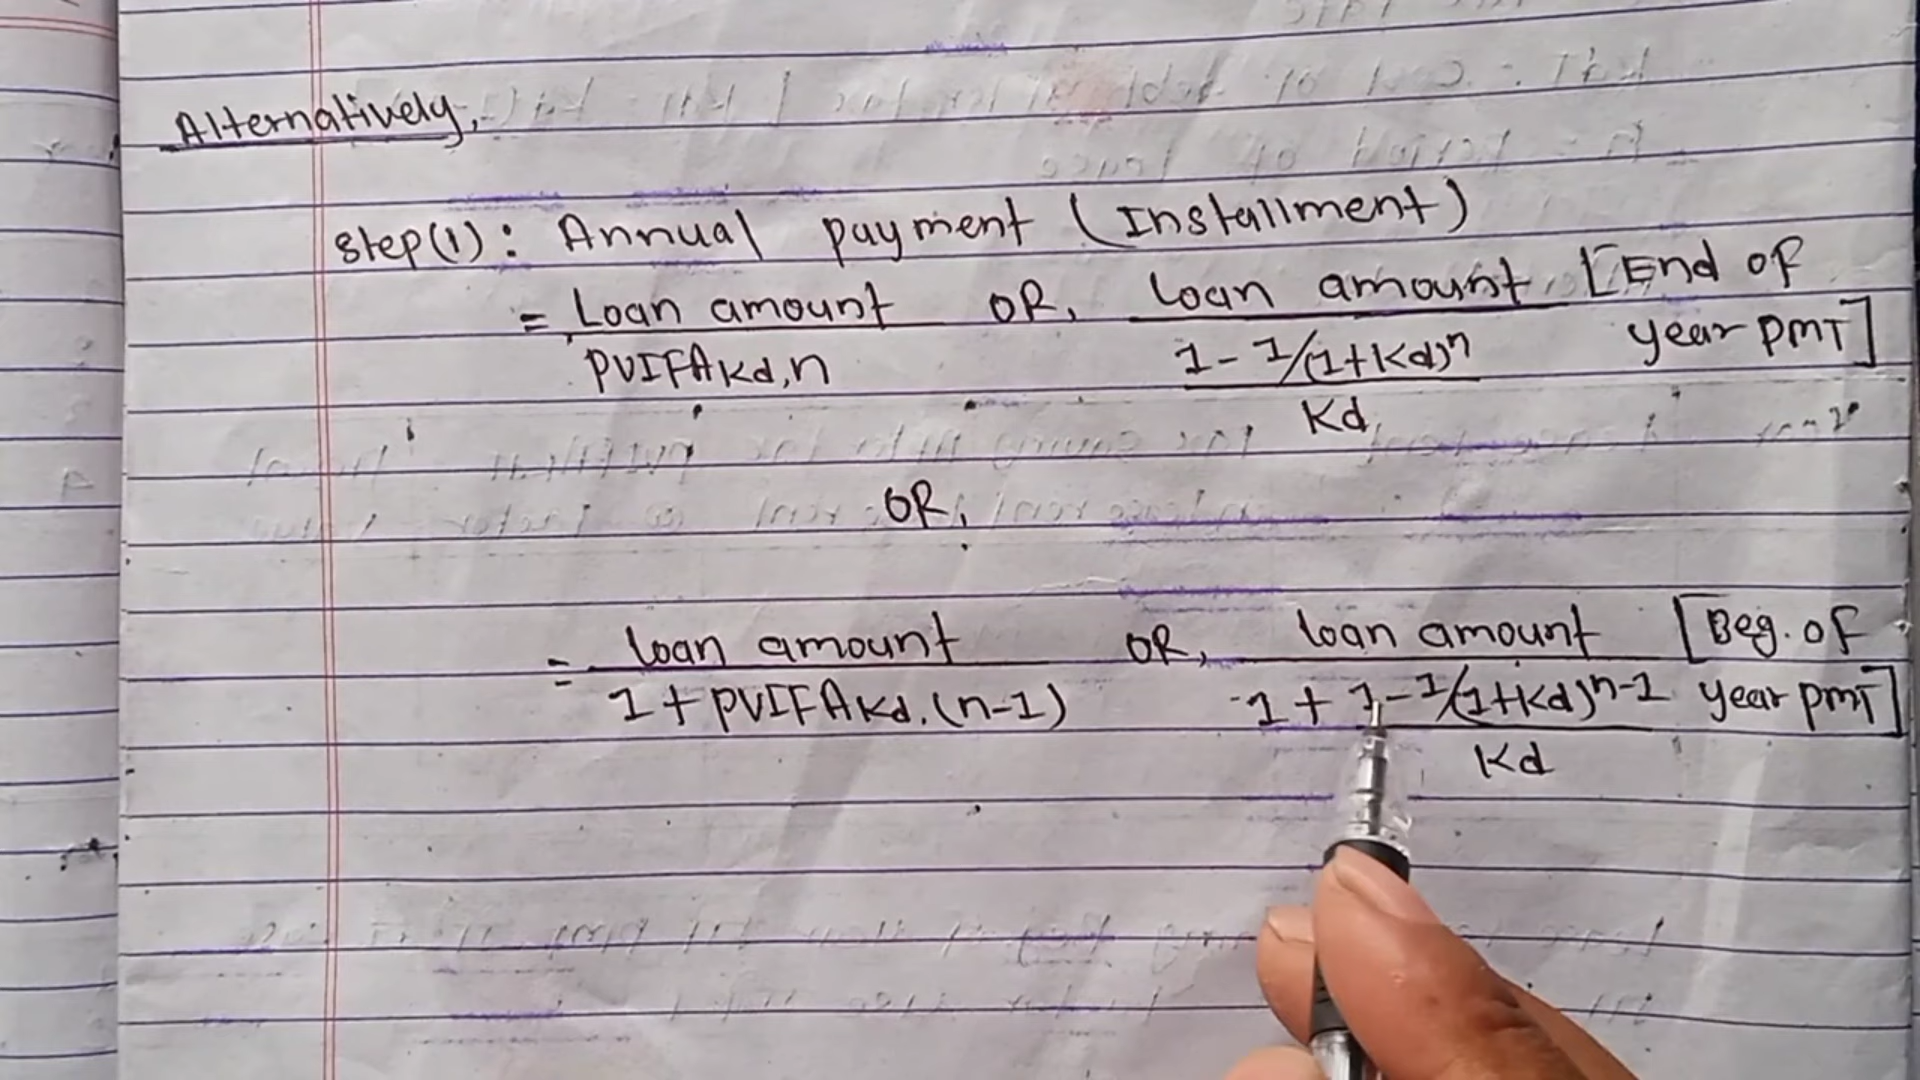 Alternatively,
Step(1): Annual payment (Installment)
= Loan amount OR, Loan amount [End of
PVIFAKd,n 1-1/(1+Kd)^n year PMT]
Kd
OR,
= loan amount OR, loan amount [Beg. of
1+PVIFAKd.(n-1) 1+1-1/(1+Kd)^n-1 year pmt]
Kd